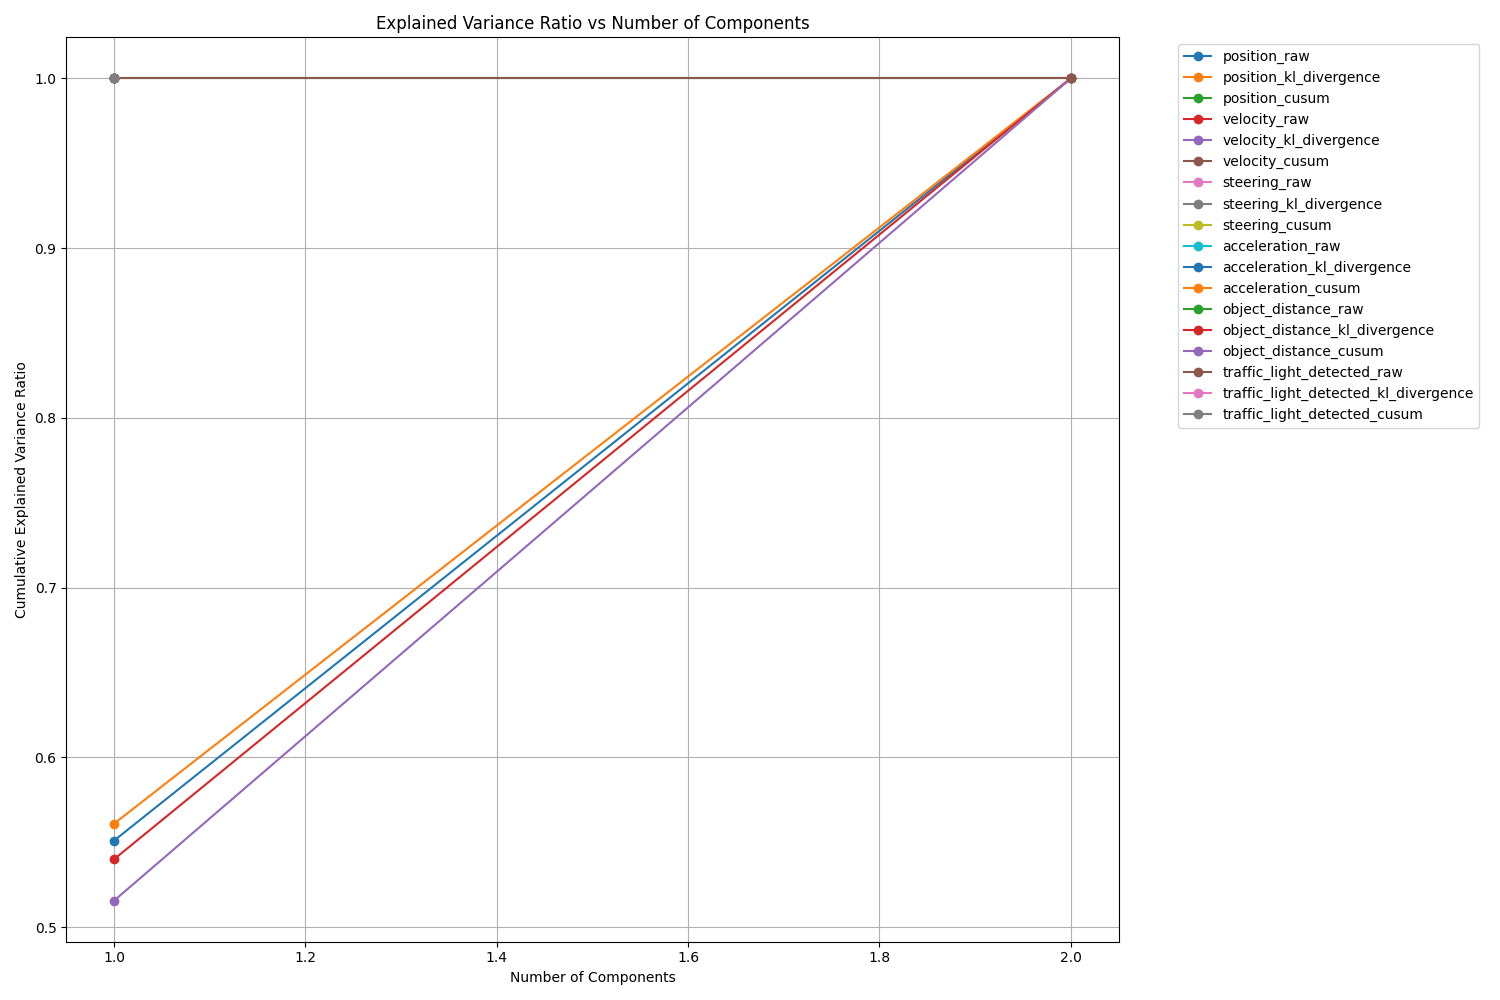 Explained Variance Ratio vs Number of Components
Cumulative Explained Variance Ratio
1.0
0.9
0.8
0.7
0.6
0.5
1.0
1.2
1.4
1.6
1.8
2.0
Number of Components
position_raw
position_kl_divergence
position_cusum
velocity_raw
velocity_kl_divergence
velocity_cusum
steering_raw
steering_kl_divergence
steering_cusum
acceleration_raw
acceleration_kl_divergence
acceleration_cusum
object_distance_raw
object_distance_kl_divergence
object_distance_cusum
traffic_light_detected_raw
traffic_light_detected_kl_divergence
traffic_light_detected_cusum